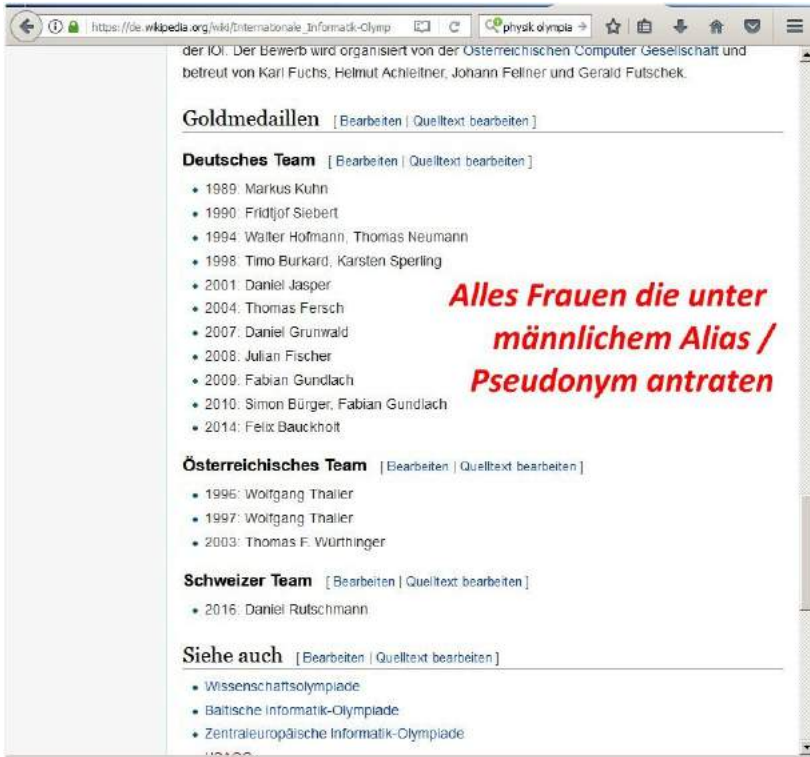 https://de.wikipedia.org/wiki/Internationale_Informatik-Olymp
physik olympia
der IOI. Der Bewerb wird organisiert von der Österreichischen Computer Gesellschaft und
betreut von Karl Fuchs, Helmut Achleitner, Johann Fellner und Gerald Futschek.
Goldmedaillen [ Bearbeiten | Quelltext bearbeiten ]
Deutsches Team [ Bearbeiten | Quelltext bearbeiten ]
1989: Markus Kuhn
1990: Fridtjof Siebert
1994: Walter Hofmann, Thomas Neumann
1998: Timo Burkard, Karsten Sperling
2001: Daniel Jasper
2004: Thomas Fersch
2007: Daniel Grunwald
2008: Julian Fischer
2009: Fabian Gundlach
2010: Simon Bürger, Fabian Gundlach
2014: Felix Bauckholt
Alles Frauen die unter
männlichem Alias /
Pseudonym antraten
Österreichisches Team [ Bearbeiten | Quelltext bearbeiten ]
1996: Wolfgang Thaller
1997: Wolfgang Thaller
2003: Thomas F. Würthinger
Schweizer Team [ Bearbeiten | Quelltext bearbeiten ]
2016: Daniel Rutschmann
Siehe auch [ Bearbeiten | Quelltext bearbeiten ]
Wissenschaftsolympiade
Baltische Informatik-Olympiade
Zentraleuropäische Informatik-Olympiade